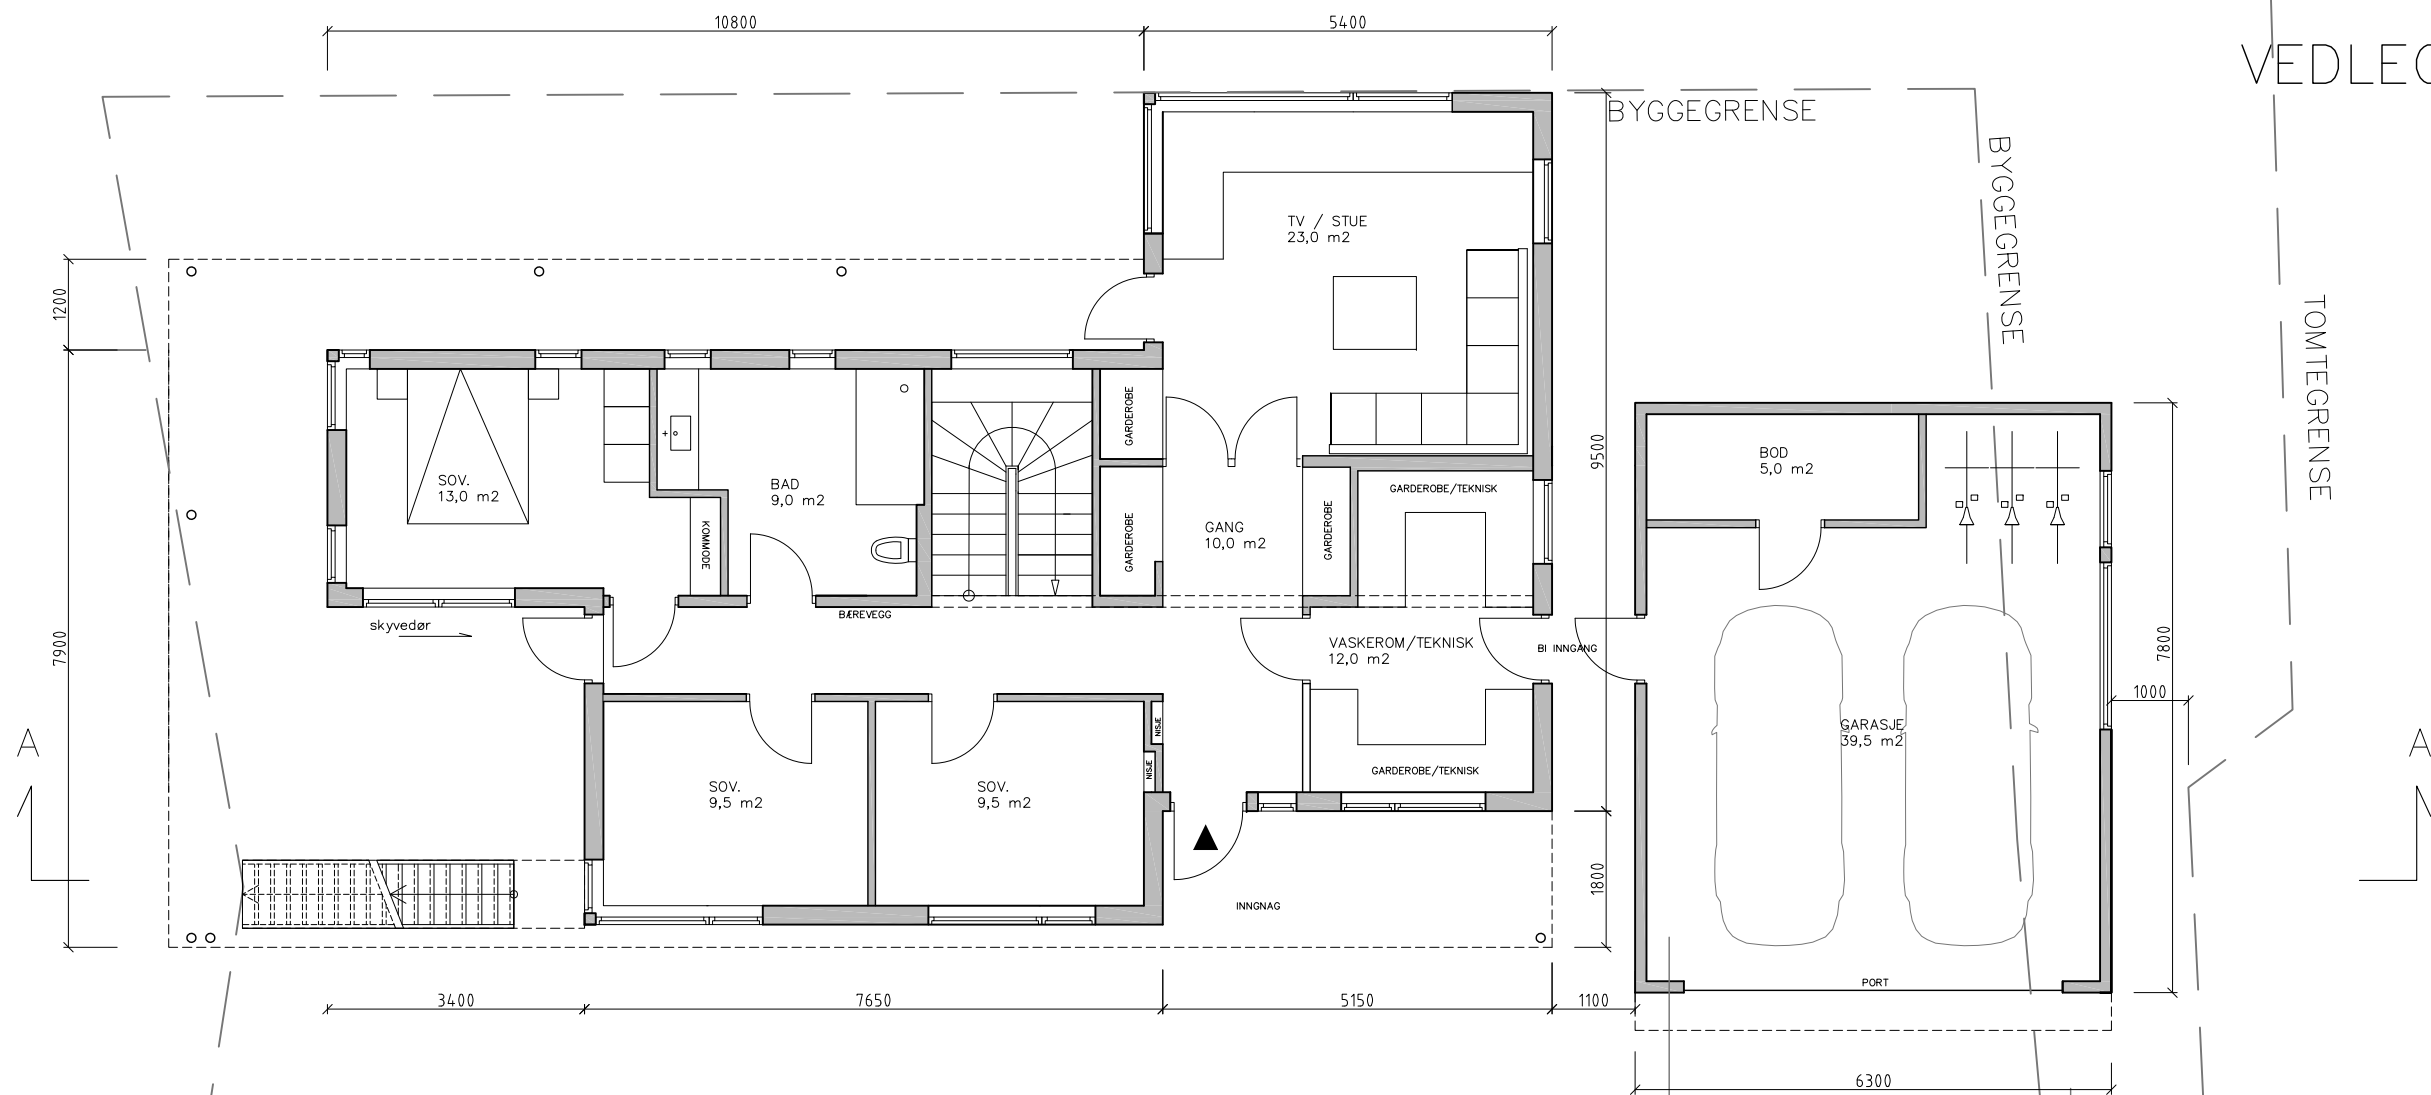 10800
5400
VEDLEG
BYGGEGRENSE
BYGGEGRENSE
TOMTEGRENSE
1200
TV / STUE
23,0 m2
GARDEROBE
9500
BOD
5,0 m2
SOV.
13,0 m2
BAD
9,0 m2
GARDEROBE/TEKNISK
KOMMODE
GARDEROBE
GANG
10,0 m2
GARDEROBE
BÆREVEGG
skyvedør
7900
VASKEROM/TEKNISK
12,0 m2
BI INNGANG
7800
1000
NISJE
GARASJE
39,5 m2
A
A
NISJE
GARDEROBE/TEKNISK
SOV.
9,5 m2
SOV.
9,5 m2
1800
INNGNAG
PORT
3400
7650
5150
1100
6300